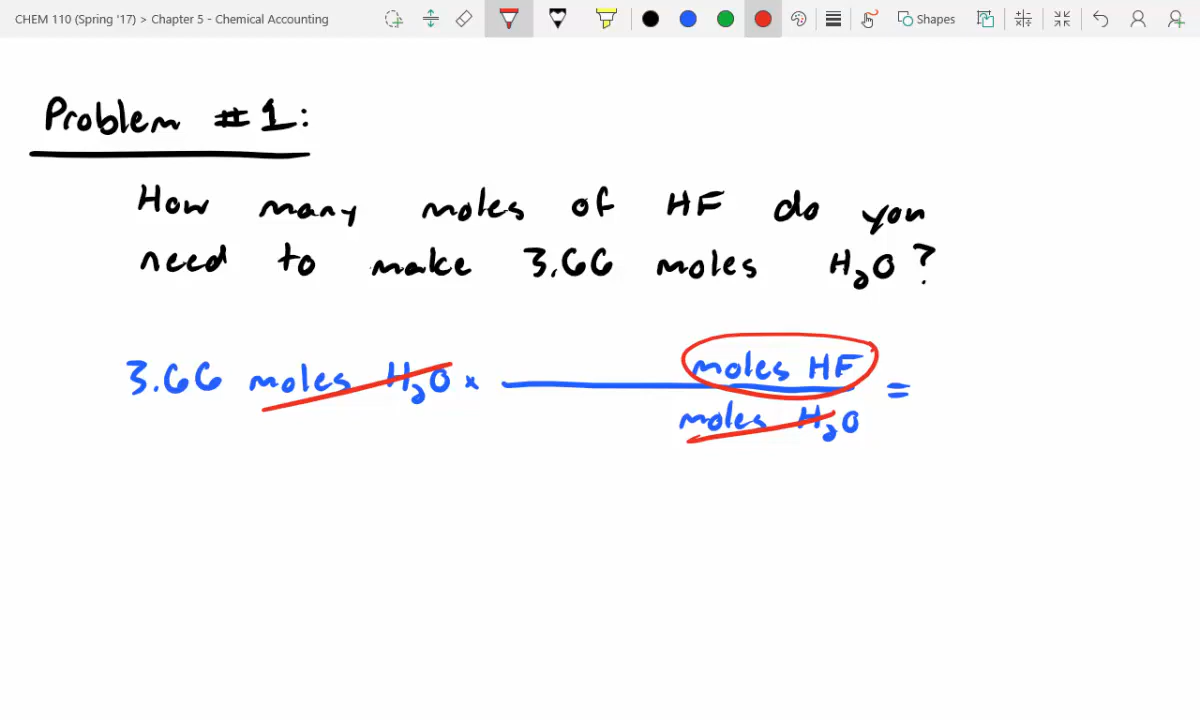 CHEM 110 (Spring '17) > Chapter 5 - Chemical Accounting
Shapes
Problem #1:
How many moles of HF do you
need to make 3.66 moles H₂O?
3.66 moles H₂O × moles HF =
moles H₂O